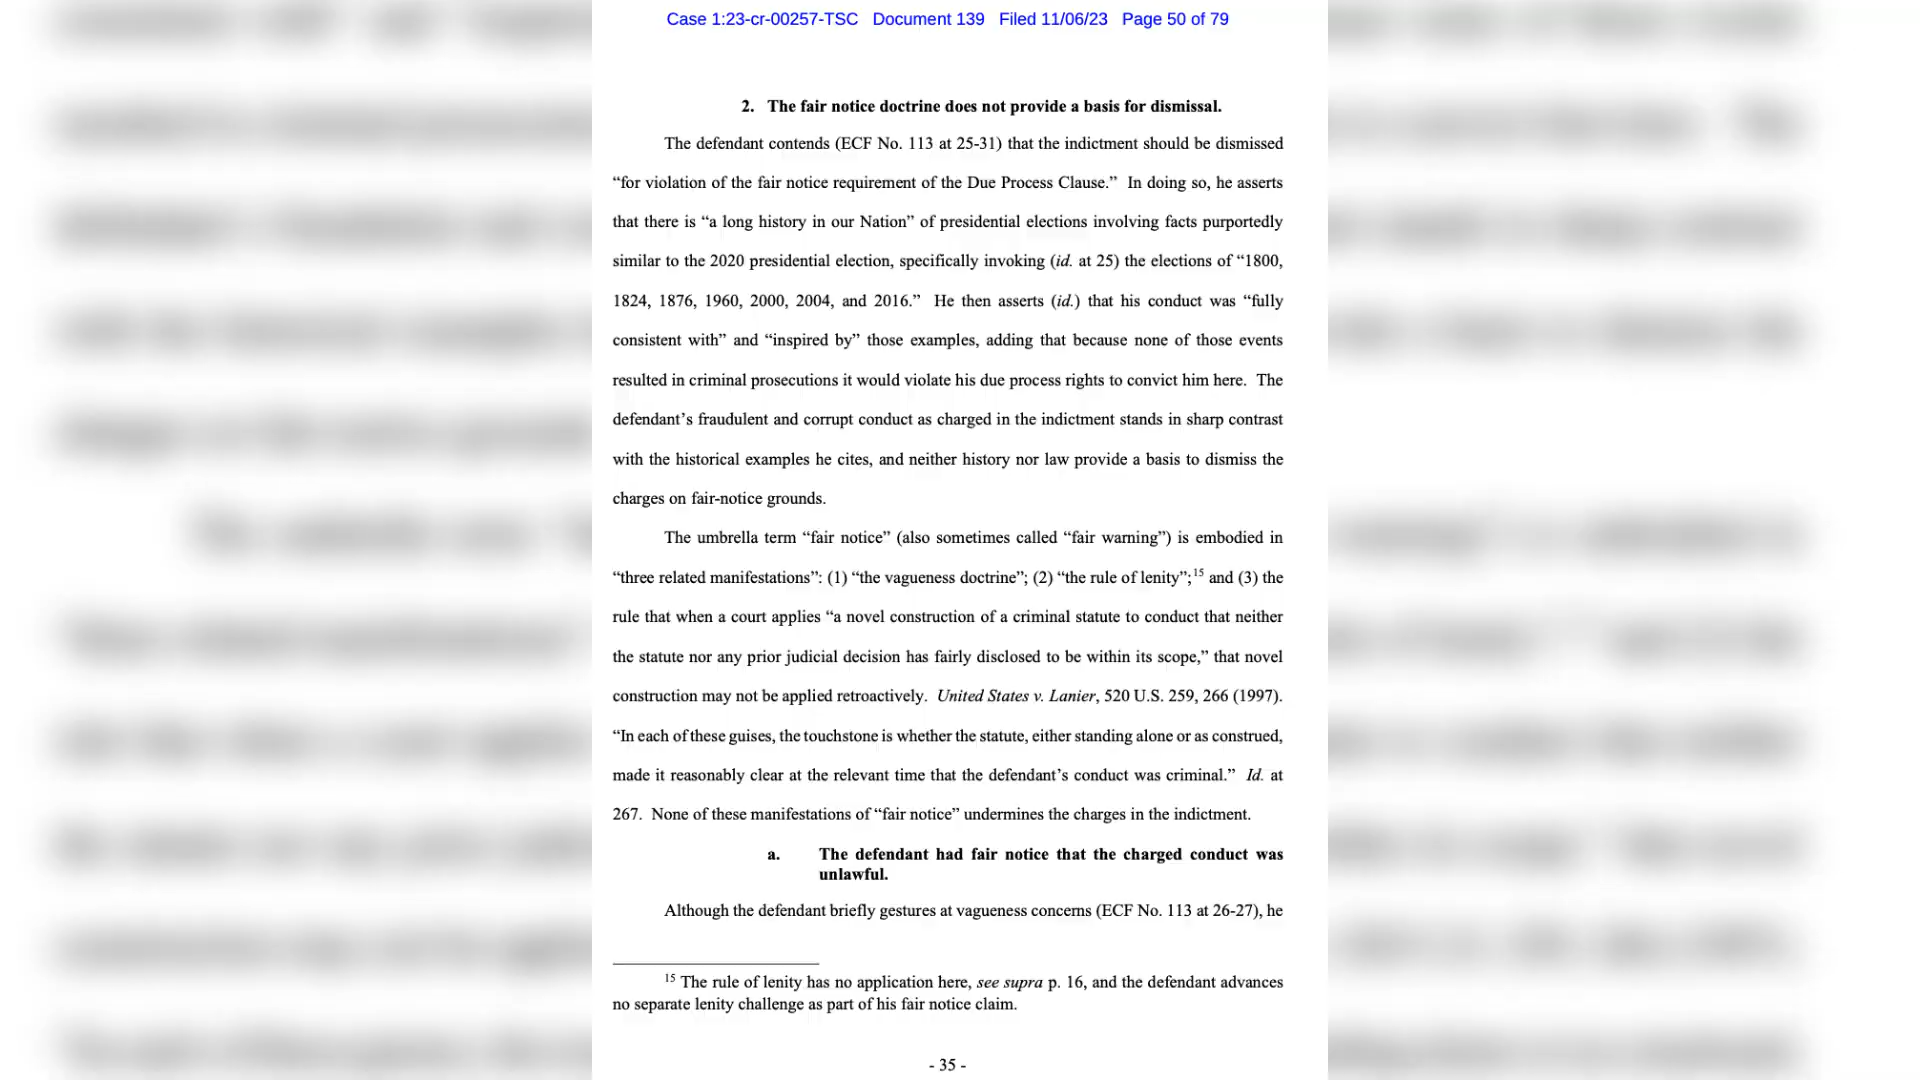 Case 1:23-cr-00257-TSC Document 139 Filed 11/06/23 Page 50 of 79
2. The fair notice doctrine does not provide a basis for dismissal.
The defendant contends (ECF No. 113 at 25-31) that the indictment should be dismissed
“for violation of the fair notice requirement of the Due Process Clause.” In doing so, he asserts
that there is “a long history in our Nation” of presidential elections involving facts purportedly
similar to the 2020 presidential election, specifically invoking (id. at 25) the elections of “1800,
1824, 1876, 1960, 2000, 2004, and 2016.” He then asserts (id.) that his conduct was “fully
consistent with” and “inspired by” those examples, adding that because none of those events
resulted in criminal prosecutions it would violate his due process rights to convict him here. The
defendant’s fraudulent and corrupt conduct as charged in the indictment stands in sharp contrast
with the historical examples he cites, and neither history nor law provide a basis to dismiss the
charges on fair-notice grounds.
The umbrella term “fair notice” (also sometimes called “fair warning”) is embodied in
“three related manifestations”: (1) “the vagueness doctrine”; (2) “the rule of lenity”;15 and (3) the
rule that when a court applies “a novel construction of a criminal statute to conduct that neither
the statute nor any prior judicial decision has fairly disclosed to be within its scope,” that novel
construction may not be applied retroactively. United States v. Lanier, 520 U.S. 259, 266 (1997).
“In each of these guises, the touchstone is whether the statute, either standing alone or as construed,
made it reasonably clear at the relevant time that the defendant’s conduct was criminal.” Id. at
267. None of these manifestations of “fair notice” undermines the charges in the indictment.
a. The defendant had fair notice that the charged conduct was
unlawful.
Although the defendant briefly gestures at vagueness concerns (ECF No. 113 at 26-27), he
15 The rule of lenity has no application here, see supra p. 16, and the defendant advances
no separate lenity challenge as part of his fair notice claim.
- 35 -